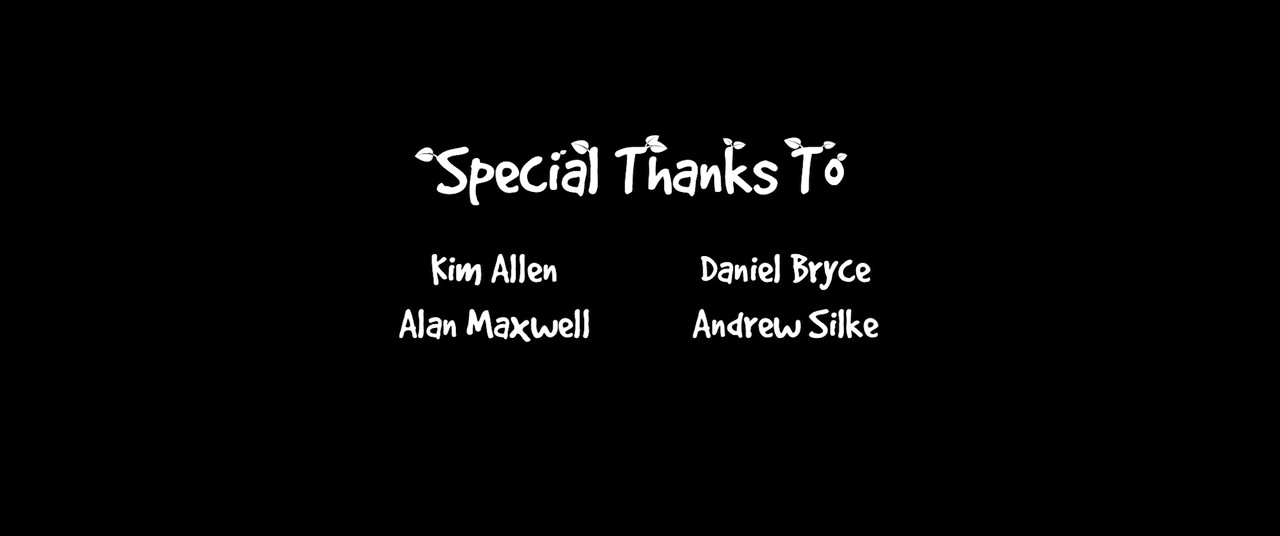 Special Thanks To
Kim Allen Daniel Bryce
Alan Maxwell Andrew Silke